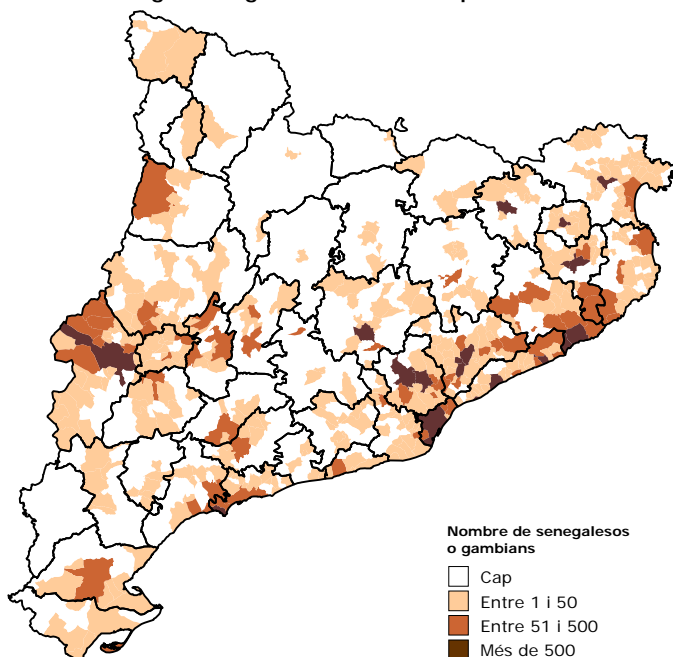 Nombre de senegalesos
o gambians
Cap
Entre 1 i 50
Entre 51 i 500
Més de 500